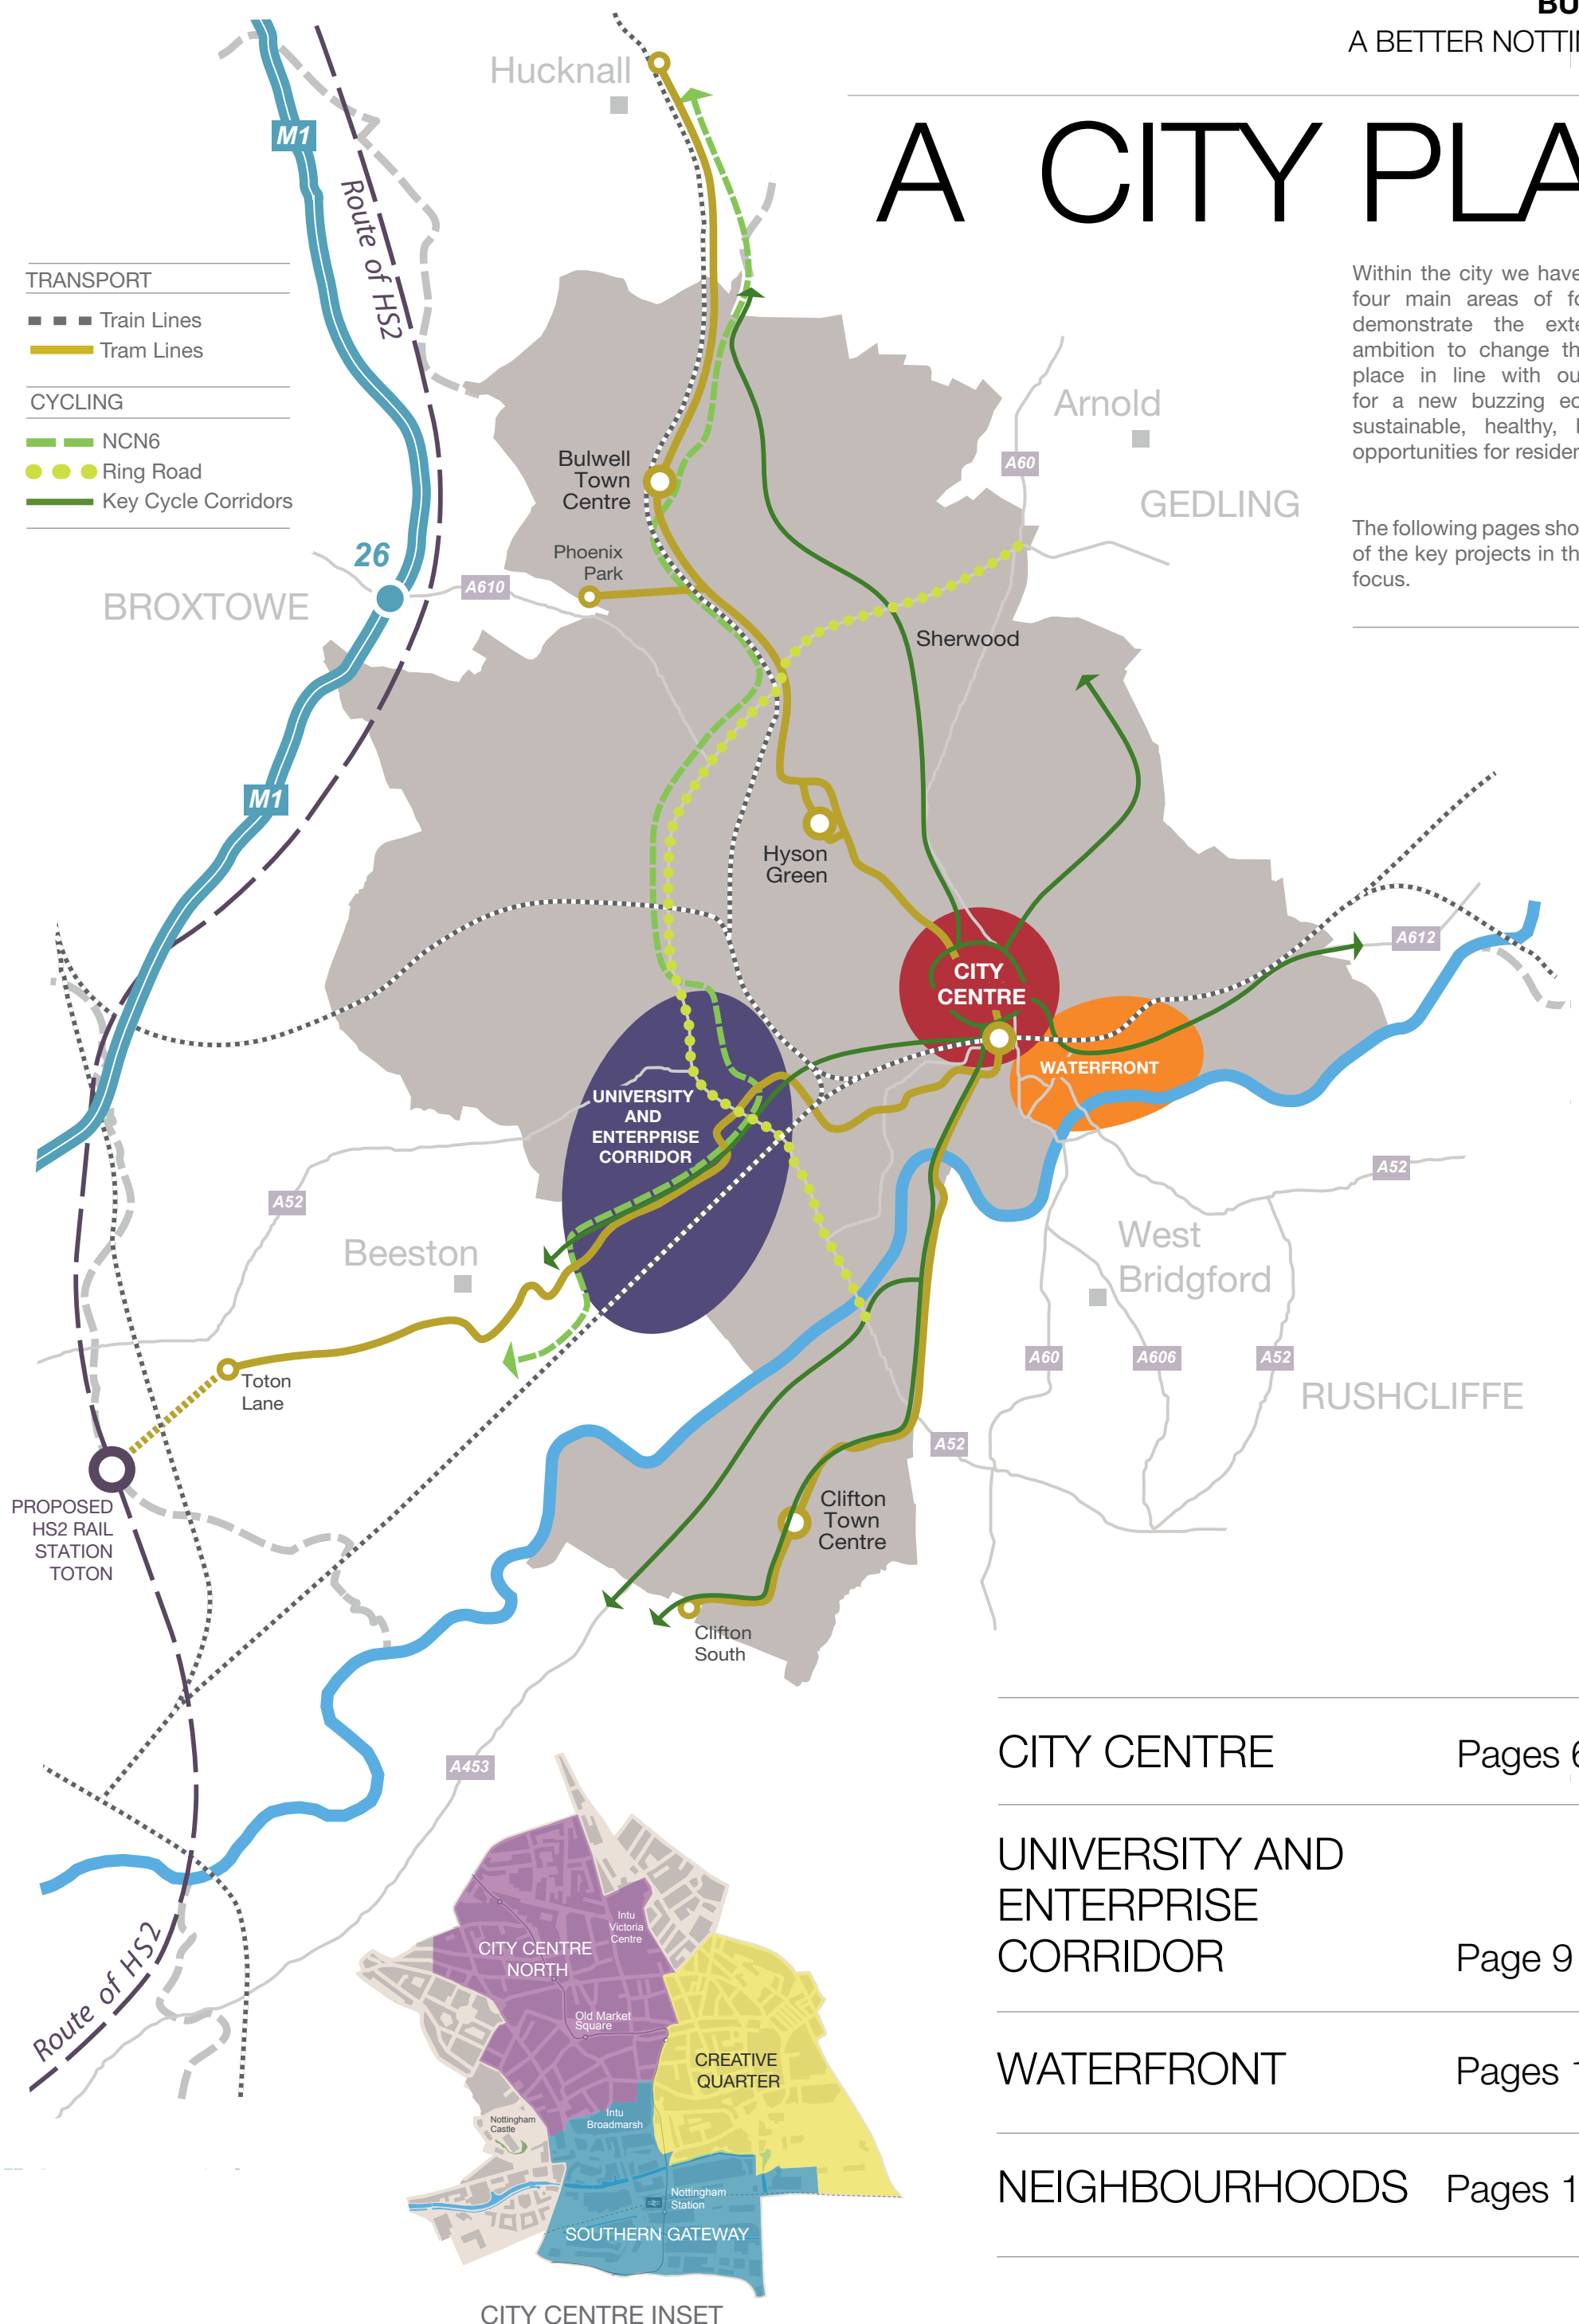 BU
A BETTER NOTTI
A CITY PLA
Within the city we have
four main areas of fo
demonstrate the exte
ambition to change th
place in line with ou
for a new buzzing ec
sustainable, healthy,
opportunities for resider
The following pages sho
of the key projects in th
focus.
Hucknall
M1
Route of HS2
TRANSPORT
Train Lines
Tram Lines
CYCLING
NCN6
Ring Road
Key Cycle Corridors
Arnold
A60
GEDLING
Bulwell
Town
Centre
Phoenix
Park
26
A610
BROXTOWE
Sherwood
M1
Hyson
Green
A612
CITY
CENTRE
WATERFRONT
UNIVERSITY
AND
ENTERPRISE
CORRIDOR
A52
A52
Beeston
West
Bridgford
A60
A606
A52
RUSHCLIFFE
Toton
Lane
A52
PROPOSED
HS2 RAIL
STATION
TOTON
Clifton
Town
Centre
Clifton
South
A453
Route of HS2
CITY CENTRE
Pages 6
UNIVERSITY AND
ENTERPRISE
CORRIDOR
Page 9
WATERFRONT
Pages 1
NEIGHBOURHOODS
Pages 1
Intu
Victoria
Centre
CITY CENTRE
NORTH
Old Market
Square
CREATIVE
QUARTER
Nottingham
Castle
Intu
Broadmarsh
Nottingham
Station
SOUTHERN GATEWAY
CITY CENTRE INSET